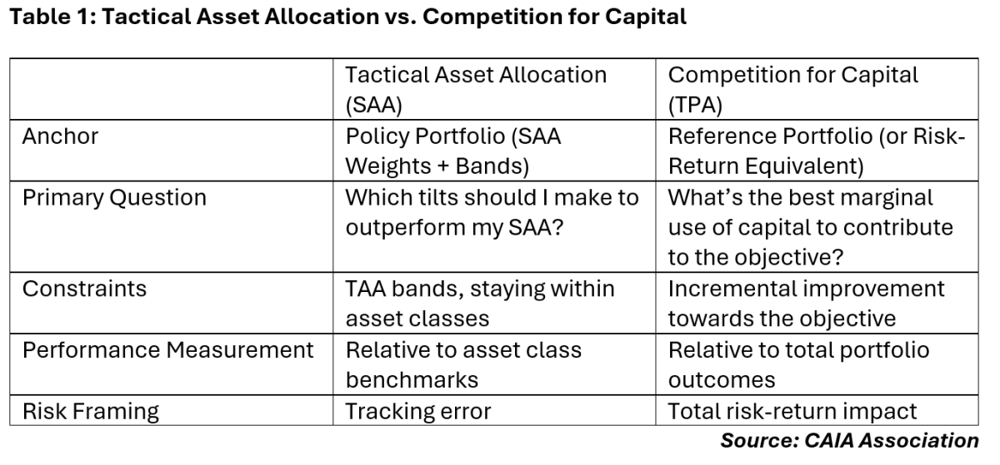 Table 1: Tactical Asset Allocation vs. Competition for Capital
Tactical Asset Allocation
(SAA)
Competition for Capital
(TPA)
Anchor
Policy Portfolio (SAA
Weights + Bands)
Reference Portfolio (or Risk-
Return Equivalent)
Primary Question
Which tilts should I make to
outperform my SAA?
What's the best marginal
use of capital to contribute
to the objective?
Constraints
TAA bands, staying within
asset classes
Incremental improvement
towards the objective
Performance Measurement
Relative to asset class
benchmarks
Relative to total portfolio
outcomes
Risk Framing
Tracking error
Total risk-return impact
Source: CAIA Association